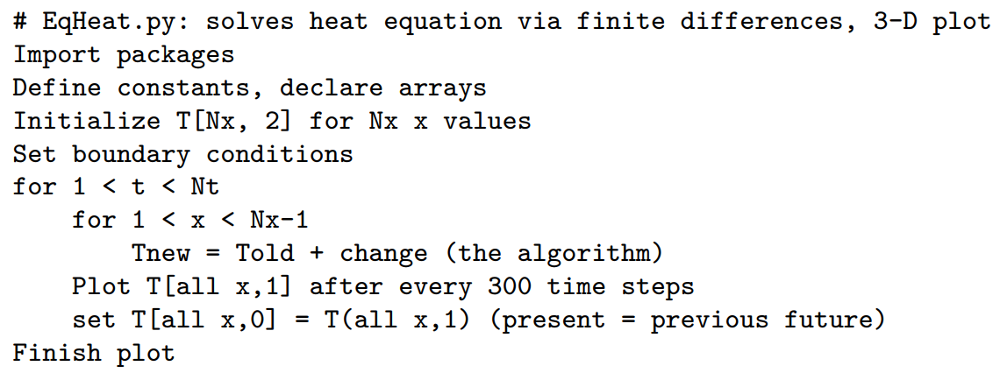 # EqHeat.py: solves heat equation via finite differences, 3-D plot
Import packages
Define constants, declare arrays
Initialize T[Nx, 2] for Nx x values
Set boundary conditions
for 1 < t < Nt
    for 1 < x < Nx-1
        Tnew = Told + change (the algorithm)
    Plot T[all x,1] after every 300 time steps
    set T[all x,0] = T(all x,1) (present = previous future)
Finish plot